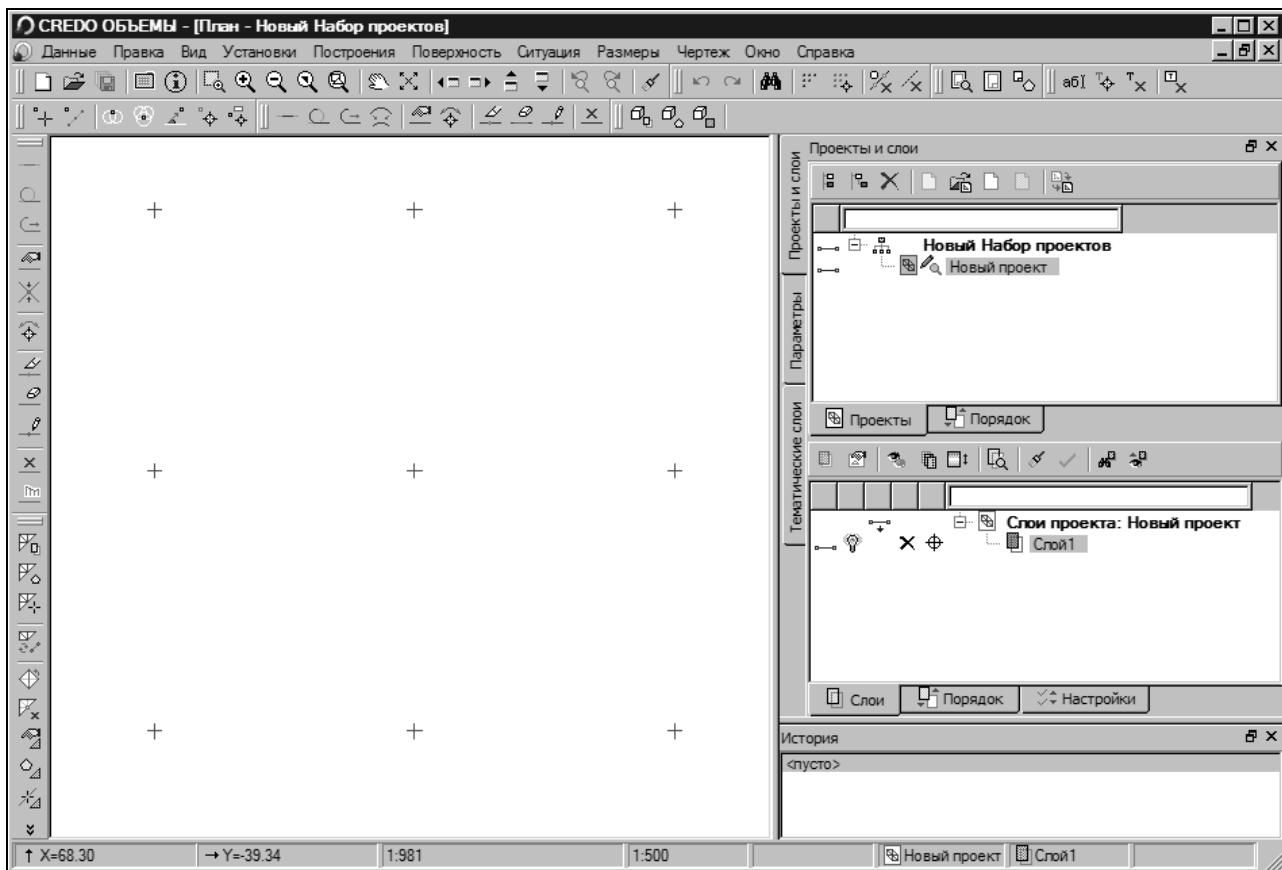 CREDO ОБЪЕМЫ - [План - Новый Набор проектов]
Данные Правка Вид Установки Построения Поверхность Ситуация Размеры Чертеж Окно Справка
абI
Проекты и слои
Проекты и слои
Новый Набор проектов
Новый проект
Параметры
Проекты Порядок
Тематические слои
Слои проекта: Новый проект
Слой1
Слои Порядок Настройки
История
<пусто>
X=68.30 Y=-39.34 1:981 1:500 Новый проект Слой1